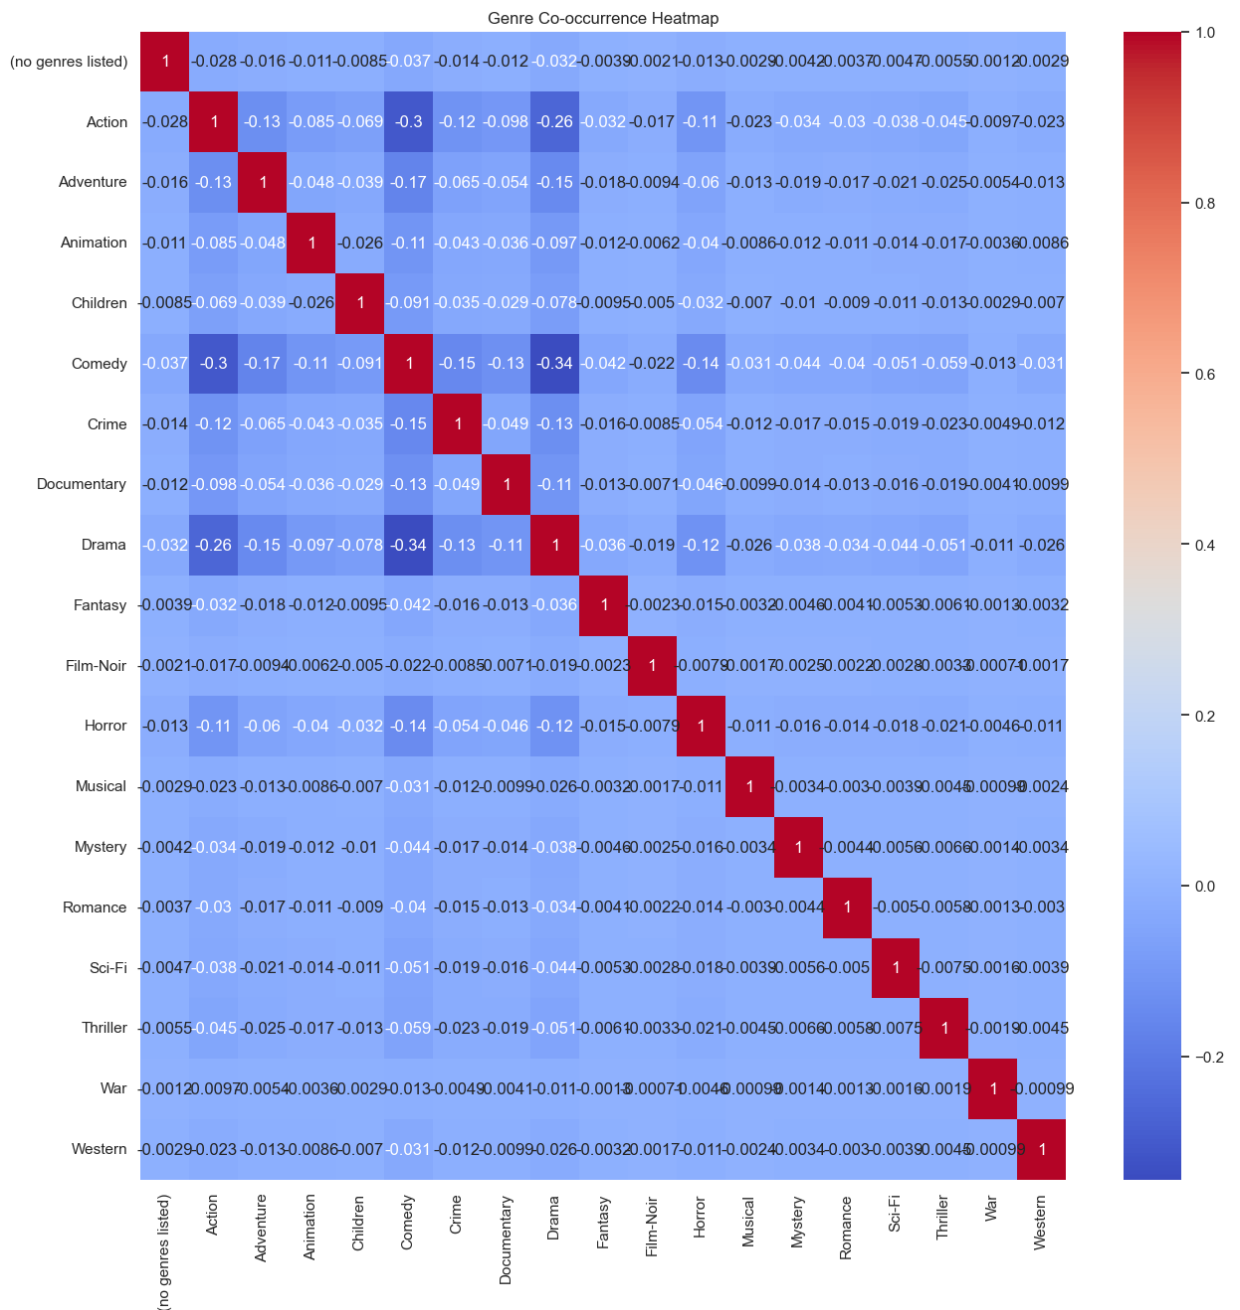 Genre Co-occurrence Heatmap
(no genres listed) 1 -0.028 -0.016 -0.011 -0.0085 -0.037 -0.014 -0.012 -0.032 -0.0039 -0.0021 -0.013 -0.0029 -0.0042 -0.0037 -0.0047 -0.0055 -0.0012 -0.0029
Action -0.028 1 -0.13 -0.085 -0.069 -0.3 -0.12 -0.098 -0.26 -0.032 -0.017 -0.11 -0.023 -0.034 -0.03 -0.038 -0.045 -0.0097 -0.023
Adventure -0.016 -0.13 1 -0.048 -0.039 -0.17 -0.065 -0.054 -0.15 -0.018 -0.0094 -0.06 -0.013 -0.019 -0.017 -0.021 -0.025 -0.0054 -0.013
Animation -0.011 -0.085 -0.048 1 -0.026 -0.11 -0.043 -0.036 -0.097 -0.012 -0.0062 -0.04 -0.0086 -0.012 -0.011 -0.014 -0.017 -0.0036 -0.0086
Children -0.0085 -0.069 -0.039 -0.026 1 -0.091 -0.035 -0.029 -0.078 -0.0095 -0.005 -0.032 -0.007 -0.01 -0.009 -0.011 -0.013 -0.0029 -0.007
Comedy -0.037 -0.3 -0.17 -0.11 -0.091 1 -0.15 -0.13 -0.34 -0.042 -0.022 -0.14 -0.031 -0.044 -0.04 -0.051 -0.059 -0.013 -0.031
Crime -0.014 -0.12 -0.065 -0.043 -0.035 -0.15 1 -0.049 -0.13 -0.016 -0.0085 -0.054 -0.012 -0.017 -0.015 -0.019 -0.023 -0.0049 -0.012
Documentary -0.012 -0.098 -0.054 -0.036 -0.029 -0.13 -0.049 1 -0.11 -0.013 -0.0071 -0.046 -0.0099 -0.014 -0.013 -0.016 -0.019 -0.0041 -0.0099
Drama -0.032 -0.26 -0.15 -0.097 -0.078 -0.34 -0.13 -0.11 1 -0.036 -0.019 -0.12 -0.026 -0.038 -0.034 -0.044 -0.051 -0.011 -0.026
Fantasy -0.0039 -0.032 -0.018 -0.012 -0.0095 -0.042 -0.016 -0.013 -0.036 1 -0.0023 -0.015 -0.0032 -0.0046 -0.0041 -0.0053 -0.0061 -0.0013 -0.0032
Film-Noir -0.0021 -0.017 -0.0094 -0.0062 -0.005 -0.022 -0.0085 -0.0071 -0.019 -0.0023 1 -0.0079 -0.0017 -0.0025 -0.0022 -0.0028 -0.0033 -0.00071 -0.0017
Horror -0.013 -0.11 -0.06 -0.04 -0.032 -0.14 -0.054 -0.046 -0.12 -0.015 -0.0079 1 -0.011 -0.016 -0.014 -0.018 -0.021 -0.0046 -0.011
Musical -0.0029 -0.023 -0.013 -0.0086 -0.007 -0.031 -0.012 -0.0099 -0.026 -0.0032 -0.0017 -0.011 1 -0.0034 -0.003 -0.0039 -0.0045 -0.00099 -0.0024
Mystery -0.0042 -0.034 -0.019 -0.012 -0.01 -0.044 -0.017 -0.014 -0.038 -0.0046 -0.0025 -0.016 -0.0034 1 -0.0044 -0.0056 -0.0066 -0.0014 -0.0034
Romance -0.0037 -0.03 -0.017 -0.011 -0.009 -0.04 -0.015 -0.013 -0.034 -0.0041 -0.0022 -0.014 -0.003 -0.0044 1 -0.005 -0.0058 -0.0013 -0.003
Sci-Fi -0.0047 -0.038 -0.021 -0.014 -0.011 -0.051 -0.019 -0.016 -0.044 -0.0053 -0.0028 -0.018 -0.0039 -0.0056 -0.005 1 -0.0075 -0.0016 -0.0039
Thriller -0.0055 -0.045 -0.025 -0.017 -0.013 -0.059 -0.023 -0.019 -0.051 -0.0061 -0.0033 -0.021 -0.0045 -0.0066 -0.0058 -0.0075 1 -0.0019 -0.0045
War -0.0012 -0.0097 -0.0054 -0.0036 -0.0029 -0.013 -0.0049 -0.0041 -0.011 -0.0013 -0.00071 -0.0046 -0.00099 -0.0014 -0.0013 -0.0016 -0.0019 1 -0.00099
Western -0.0029 -0.023 -0.013 -0.0086 -0.007 -0.031 -0.012 -0.0099 -0.026 -0.0032 -0.0017 -0.011 -0.0024 -0.0034 -0.003 -0.0039 -0.0045 -0.00099 1
(no genres listed)
Action
Adventure
Animation
Children
Comedy
Crime
Documentary
Drama
Fantasy
Film-Noir
Horror
Musical
Mystery
Romance
Sci-Fi
Thriller
War
Western
1.0
0.8
0.6
0.4
0.2
0.0
−0.2